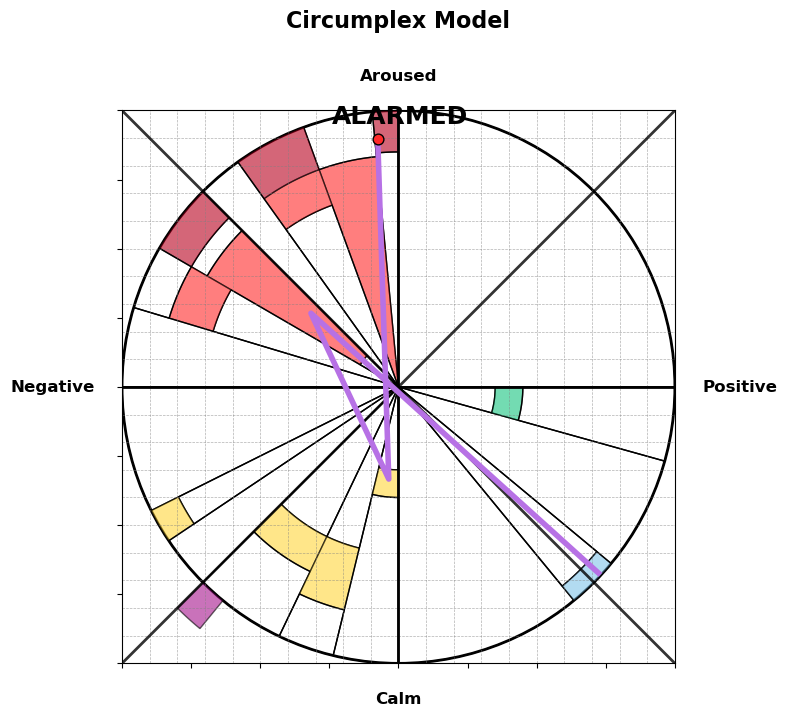 Circumplex Model
Aroused
ALARMED
Negative
Positive
Calm